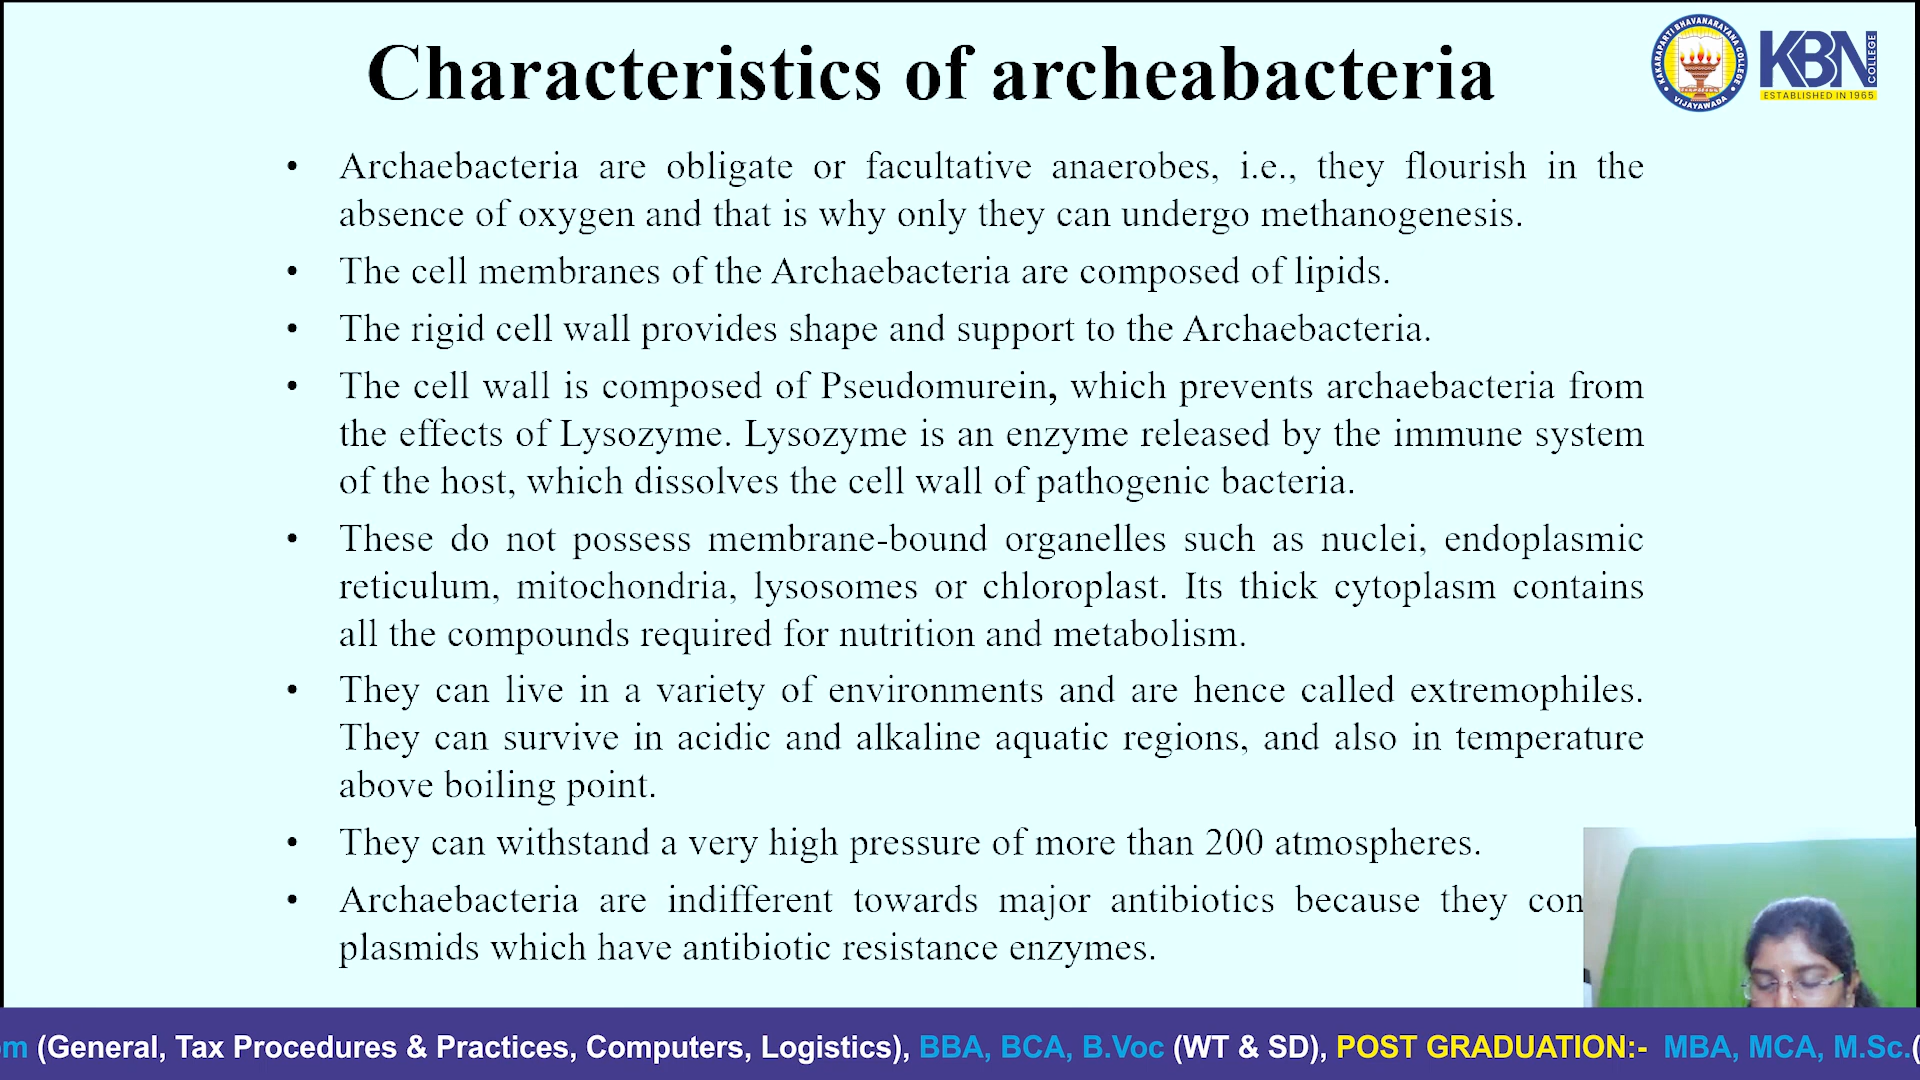 Characteristics of archeabacteria
KAKARAPARTI BHAVANARAYANA COLLEGE
VIJAYAWADA
KBN
COLLEGE
ESTABLISHED IN 1965
• Archaebacteria are obligate or facultative anaerobes, i.e., they flourish in the
absence of oxygen and that is why only they can undergo methanogenesis.
• The cell membranes of the Archaebacteria are composed of lipids.
• The rigid cell wall provides shape and support to the Archaebacteria.
• The cell wall is composed of Pseudomurein, which prevents archaebacteria from
the effects of Lysozyme. Lysozyme is an enzyme released by the immune system
of the host, which dissolves the cell wall of pathogenic bacteria.
• These do not possess membrane-bound organelles such as nuclei, endoplasmic
reticulum, mitochondria, lysosomes or chloroplast. Its thick cytoplasm contains
all the compounds required for nutrition and metabolism.
• They can live in a variety of environments and are hence called extremophiles.
They can survive in acidic and alkaline aquatic regions, and also in temperature
above boiling point.
• They can withstand a very high pressure of more than 200 atmospheres.
• Archaebacteria are indifferent towards major antibiotics because they con
plasmids which have antibiotic resistance enzymes.
m (General, Tax Procedures & Practices, Computers, Logistics), BBA, BCA, B.Voc (WT & SD), POST GRADUATION:- MBA, MCA, M.Sc.(